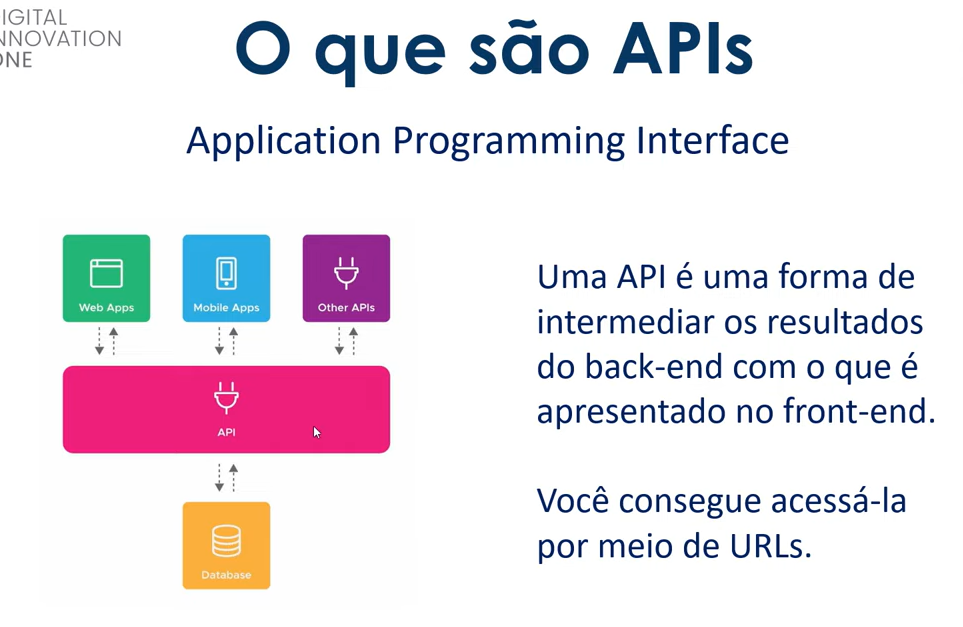 DIGITAL
INNOVATION
ONE
O que são APIs
Application Programming Interface
Web Apps
Mobile Apps
Other APIs
API
Database
Uma API é uma forma de
intermediar os resultados
do back-end com o que é
apresentado no front-end.
Você consegue acessá-la
por meio de URLs.